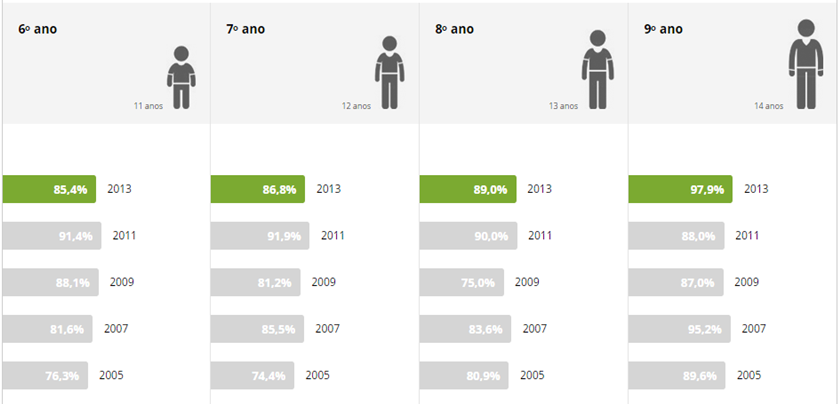 6º ano
11 anos
85,4% 2013
91,4% 2011
88,1% 2009
81,6% 2007
76,3% 2005
7º ano
12 anos
86,8% 2013
91,9% 2011
81,2% 2009
85,5% 2007
74,4% 2005
8º ano
13 anos
89,0% 2013
90,0% 2011
75,0% 2009
83,6% 2007
80,9% 2005
9º ano
14 anos
97,9% 2013
88,0% 2011
87,0% 2009
95,2% 2007
89,6% 2005